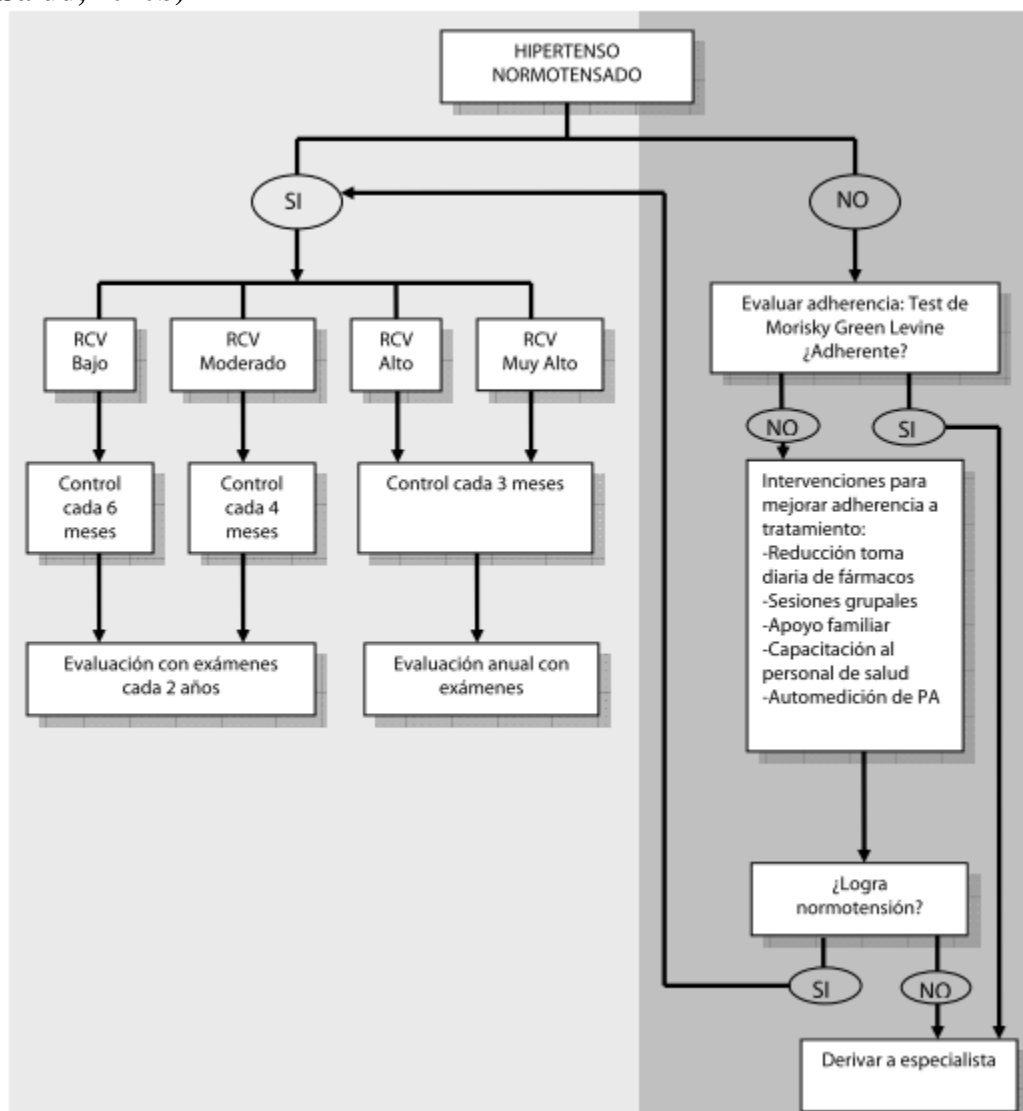 HIPERTENSO
NORMOTENSADO
SI
NO
RCV
Bajo
RCV
Moderado
RCV
Alto
RCV
Muy Alto
Control
cada 6
meses
Control
cada 4
meses
Control cada 3 meses
Evaluación con exámenes
cada 2 años
Evaluación anual con
exámenes
Evaluar adherencia: Test de
Morisky Green Levine
¿Adherente?
NO
SI
Intervenciones para
mejorar adherencia a
tratamiento:
-Reducción toma
diaria de fármacos
-Sesiones grupales
-Apoyo familiar
-Capacitación al
personal de salud
-Automedición de PA
¿Logra
normotensión?
SI
NO
Derivar a especialista